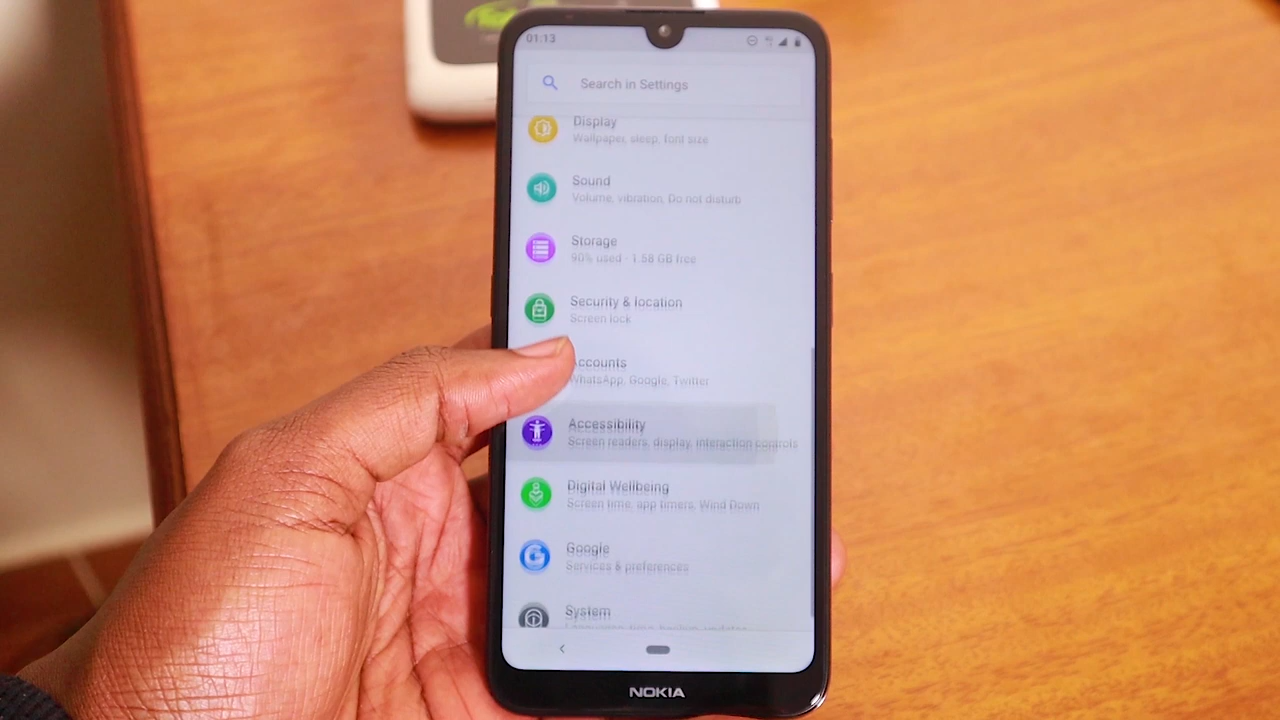 01:13
Search in Settings
Display
Wallpaper, sleep, font size
Sound
Volume, vibration, Do not disturb
Storage
90% used - 1.58 GB free
Security & location
Screen lock
Accounts
WhatsApp, Google, Twitter
Accessibility
Screen readers, display, interaction controls
Digital Wellbeing
Screen time, app timers, Wind Down
Google
Services & preferences
System
NOKIA